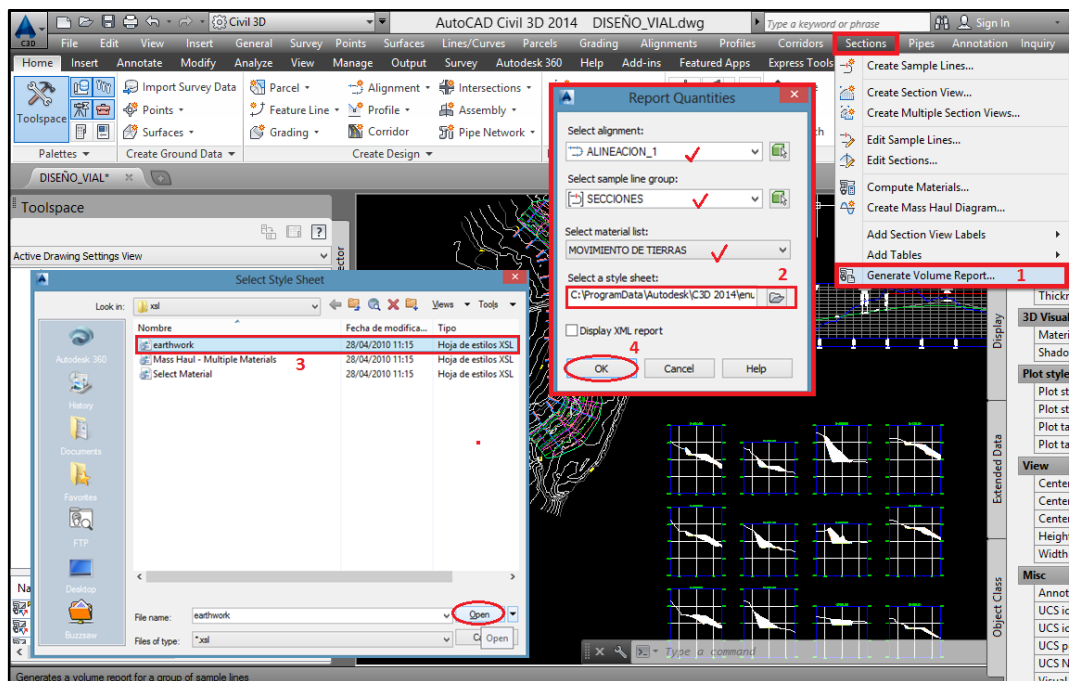 C3D
Civil 3D
AutoCAD Civil 3D 2014 DISEÑO_VIAL.dwg
Type a keyword or phrase
Sign In
File Edit View Insert General Survey Points Surfaces Lines/Curves Parcels Grading Alignments Profiles Corridors Sections Pipes Annotation Inquiry
Home Insert Annotate Modify Analyze View Manage Output Survey Autodesk 360 Help Add-ins Featured Apps Express Tools
Toolspace
Import Survey Data
Points
Surfaces
Parcel
Feature Line
Grading
Alignment
Profile
Corridor
Intersections
Assembly
Pipe Network
Palettes
Create Ground Data
Create Design
Create Sample Lines...
Create Section View...
Create Multiple Section Views...
Edit Sample Lines...
Edit Sections...
Compute Materials...
Create Mass Haul Diagram...
Add Section View Labels
Add Tables
Generate Volume Report... 1
DISEÑO_VIAL*
Toolspace
Active Drawing Settings View
Report Quantities
Select alignment:
ALINEACION_1
Select sample line group:
SECCIONES
Select material list:
MOVIMIENTO DE TIERRAS
Select a style sheet: 2
C:\ProgramData\Autodesk\C3D 2014\enu
Display XML report
4
OK Cancel Help
Select Style Sheet
Look in: xsl Views Tools
Nombre Fecha de modifica... Tipo
earthwork 28/04/2010 11:15 Hoja de estilos XSL
Mass Haul - Multiple Materials 28/04/2010 11:15 Hoja de estilos XSL
3
Select Material 28/04/2010 11:15 Hoja de estilos XSL
Autodesk 360
History
Documents
Favorites
FTP
Desktop
Buzzsaw
File name: earthwork Open
Files of type: *.xsl
Open
Na
Display
Extended Data
Object Class
Thickn
3D Visual
Materi
Shado
Plot style
Plot st
Plot st
Plot ta
Plot ta
View
Center
Center
Center
Height
Width
Misc
Annot
UCS ic
UCS ic
UCS p
UCS N
Visual
Type a command
Generates a volume report for a group of sample lines